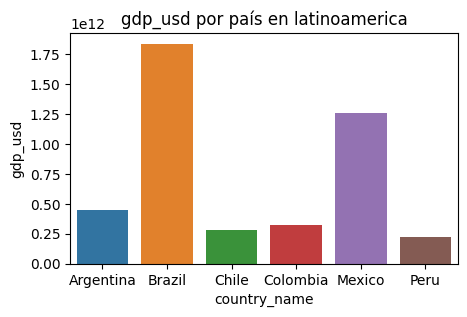 gdp_usd por país en latinoamerica
1e12
1.75
1.50
1.25
1.00
0.75
0.50
0.25
0.00
gdp_usd
Argentina Brazil Chile Colombia Mexico Peru
country_name